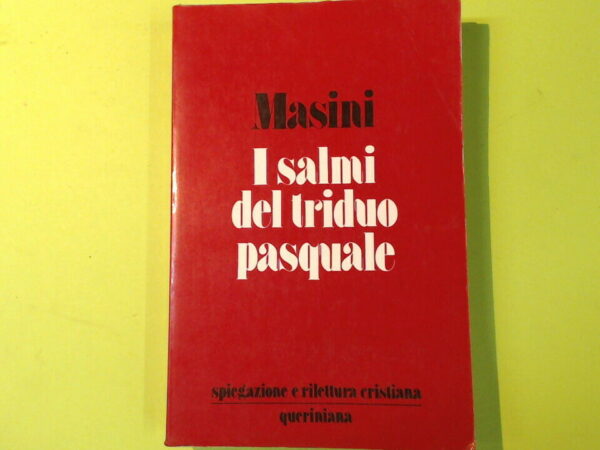 Masini
I salmi
del triduo
pasquale
spiegazione e rilettura cristiana
queriniana